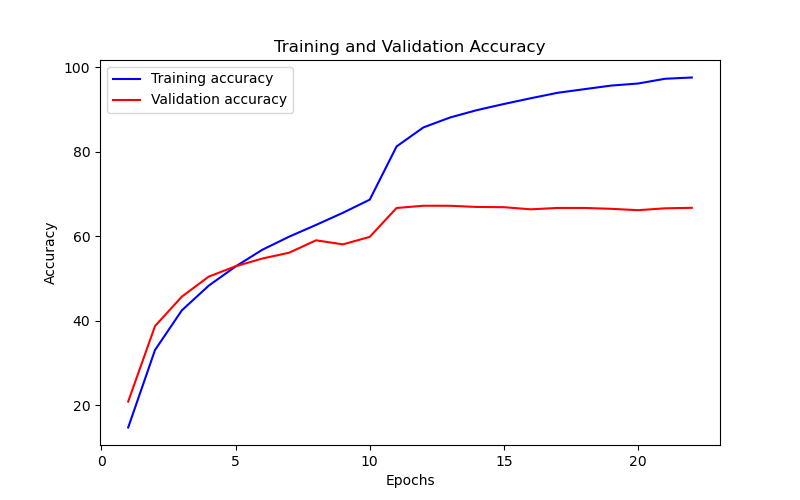 Training and Validation Accuracy
Training accuracy
Validation accuracy
100
80
60
40
20
Accuracy
0
5
10
15
20
Epochs